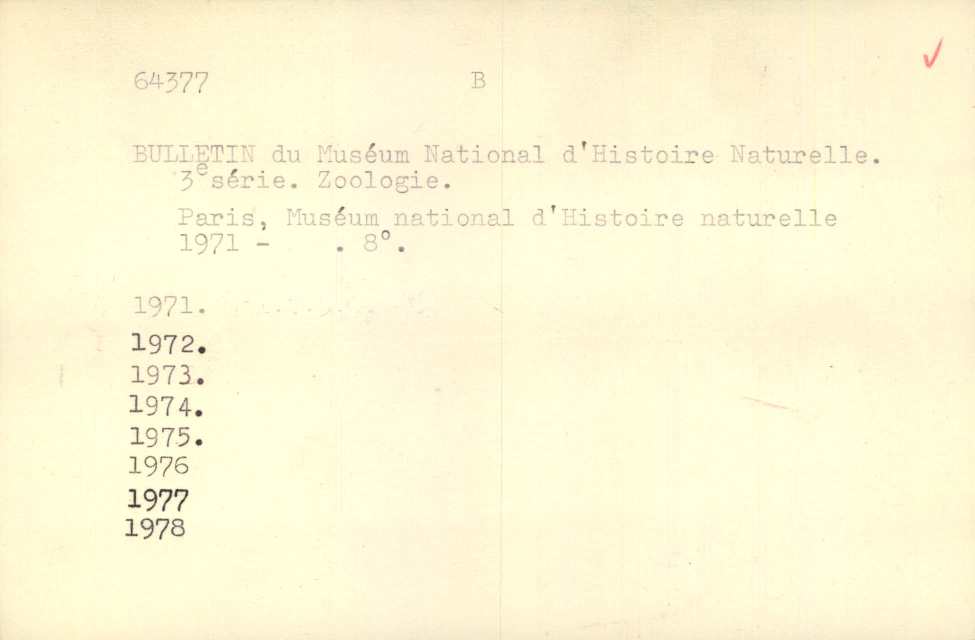 64377 B
BULLETIN du Muséum National d'Histoire Naturelle.
3e série. Zoologie.
Paris, Muséum national d'Histoire naturelle
1971 - . 8°.
1971.
1972.
1973.
1974.
1975.
1976
1977
1978